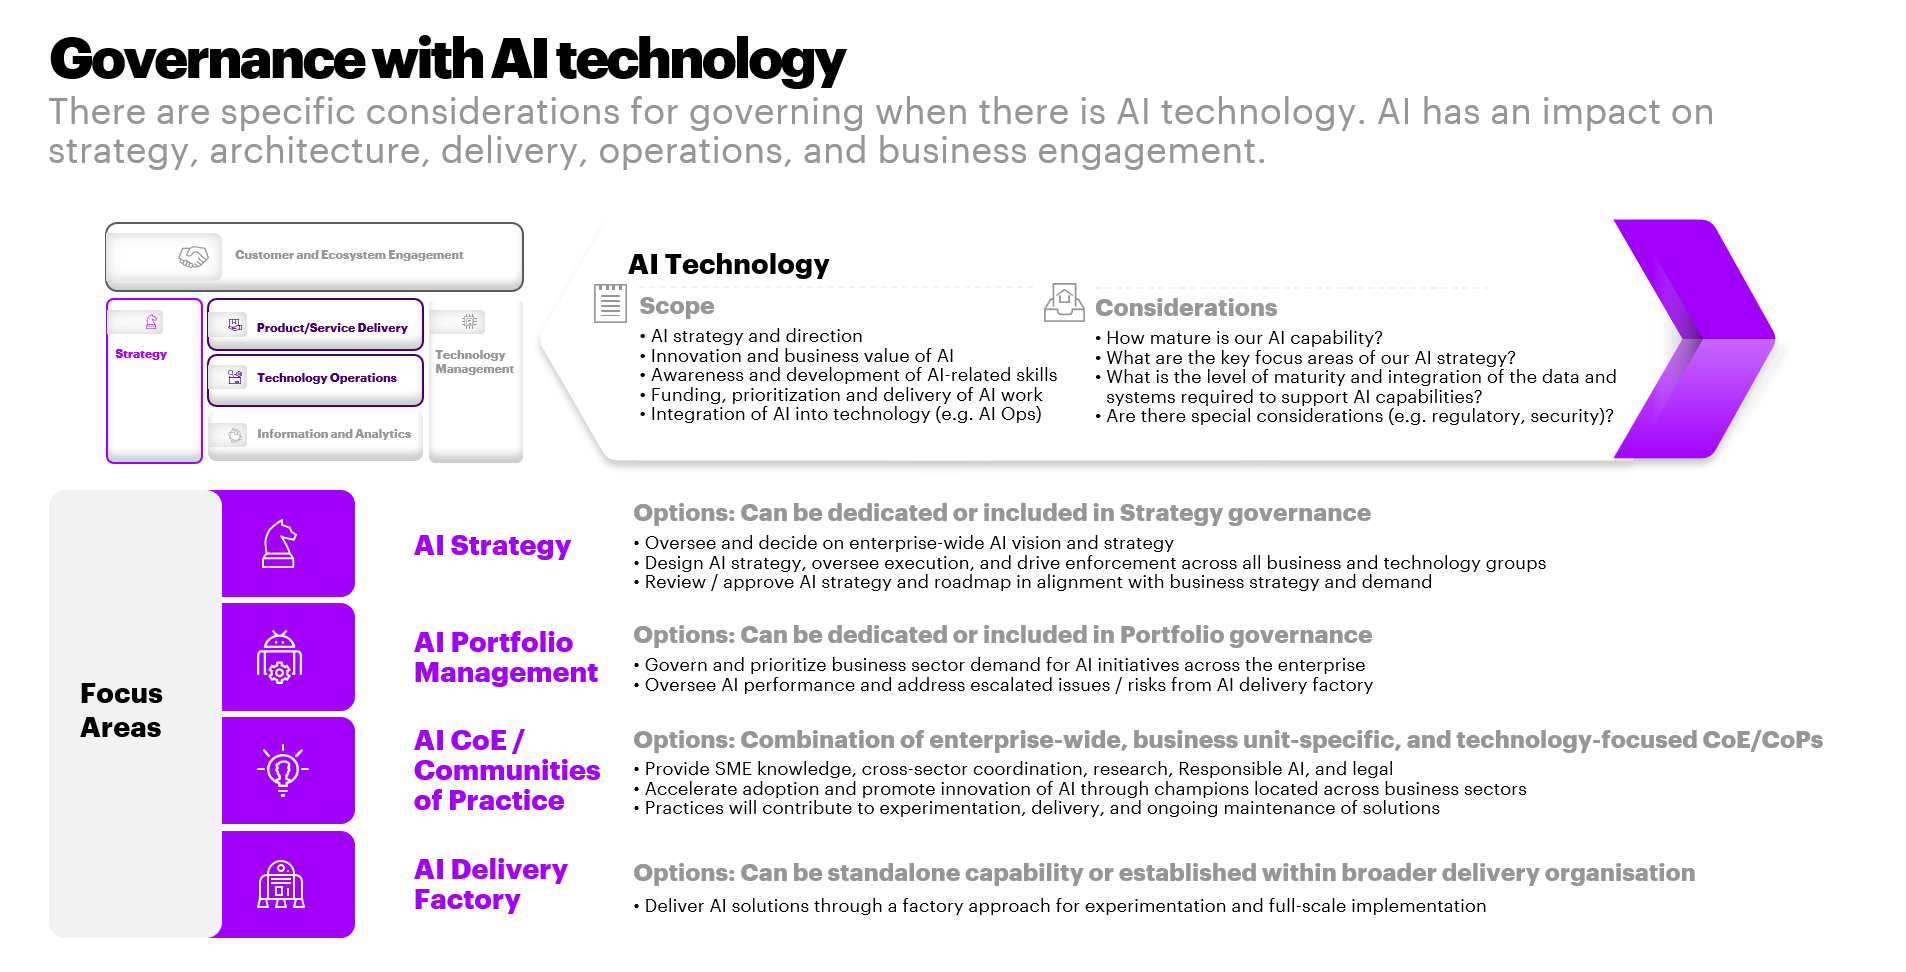 Governance with AI technology
There are specific considerations for governing when there is AI technology. AI has an impact on
strategy, architecture, delivery, operations, and business engagement.
Customer and Ecosystem Engagement
Strategy
Product/Service Delivery
Technology Operations
Information and Analytics
Technology
Management
AI Technology
Scope
• AI strategy and direction
• Innovation and business value of AI
• Awareness and development of AI-related skills
• Funding, prioritization and delivery of AI work
• Integration of AI into technology (e.g. AI Ops)
Considerations
• How mature is our AI capability?
• What are the key focus areas of our AI strategy?
• What is the level of maturity and integration of the data and
systems required to support AI capabilities?
• Are there special considerations (e.g. regulatory, security)?
Focus
Areas
AI Strategy
Options: Can be dedicated or included in Strategy governance
• Oversee and decide on enterprise-wide AI vision and strategy
• Design AI strategy, oversee execution, and drive enforcement across all business and technology groups
• Review / approve AI strategy and roadmap in alignment with business strategy and demand
AI Portfolio
Management
Options: Can be dedicated or included in Portfolio governance
• Govern and prioritize business sector demand for AI initiatives across the enterprise
• Oversee AI performance and address escalated issues / risks from AI delivery factory
AI CoE /
Communities
of Practice
Options: Combination of enterprise-wide, business unit-specific, and technology-focused CoE/CoPs
• Provide SME knowledge, cross-sector coordination, research, Responsible AI, and legal
• Accelerate adoption and promote innovation of AI through champions located across business sectors
• Practices will contribute to experimentation, delivery, and ongoing maintenance of solutions
AI Delivery
Factory
Options: Can be standalone capability or established within broader delivery organisation
• Deliver AI solutions through a factory approach for experimentation and full-scale implementation